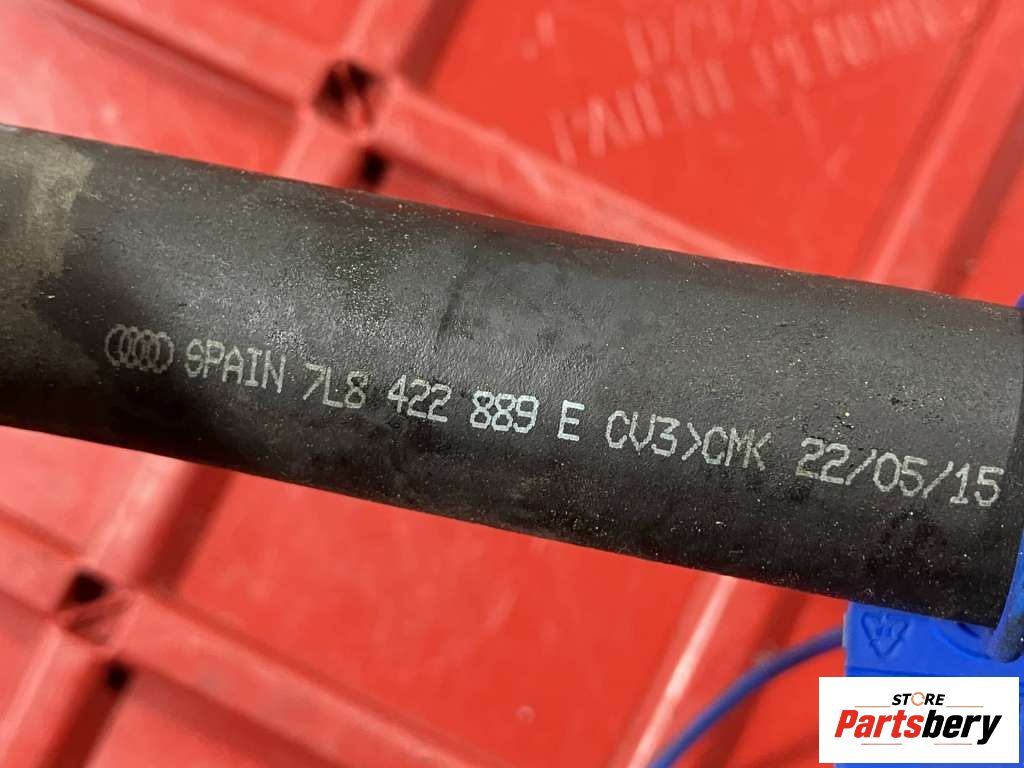 SPAIN 7L8 422 889 E CV3>CMK 22/05/15
STORE
Partsbery